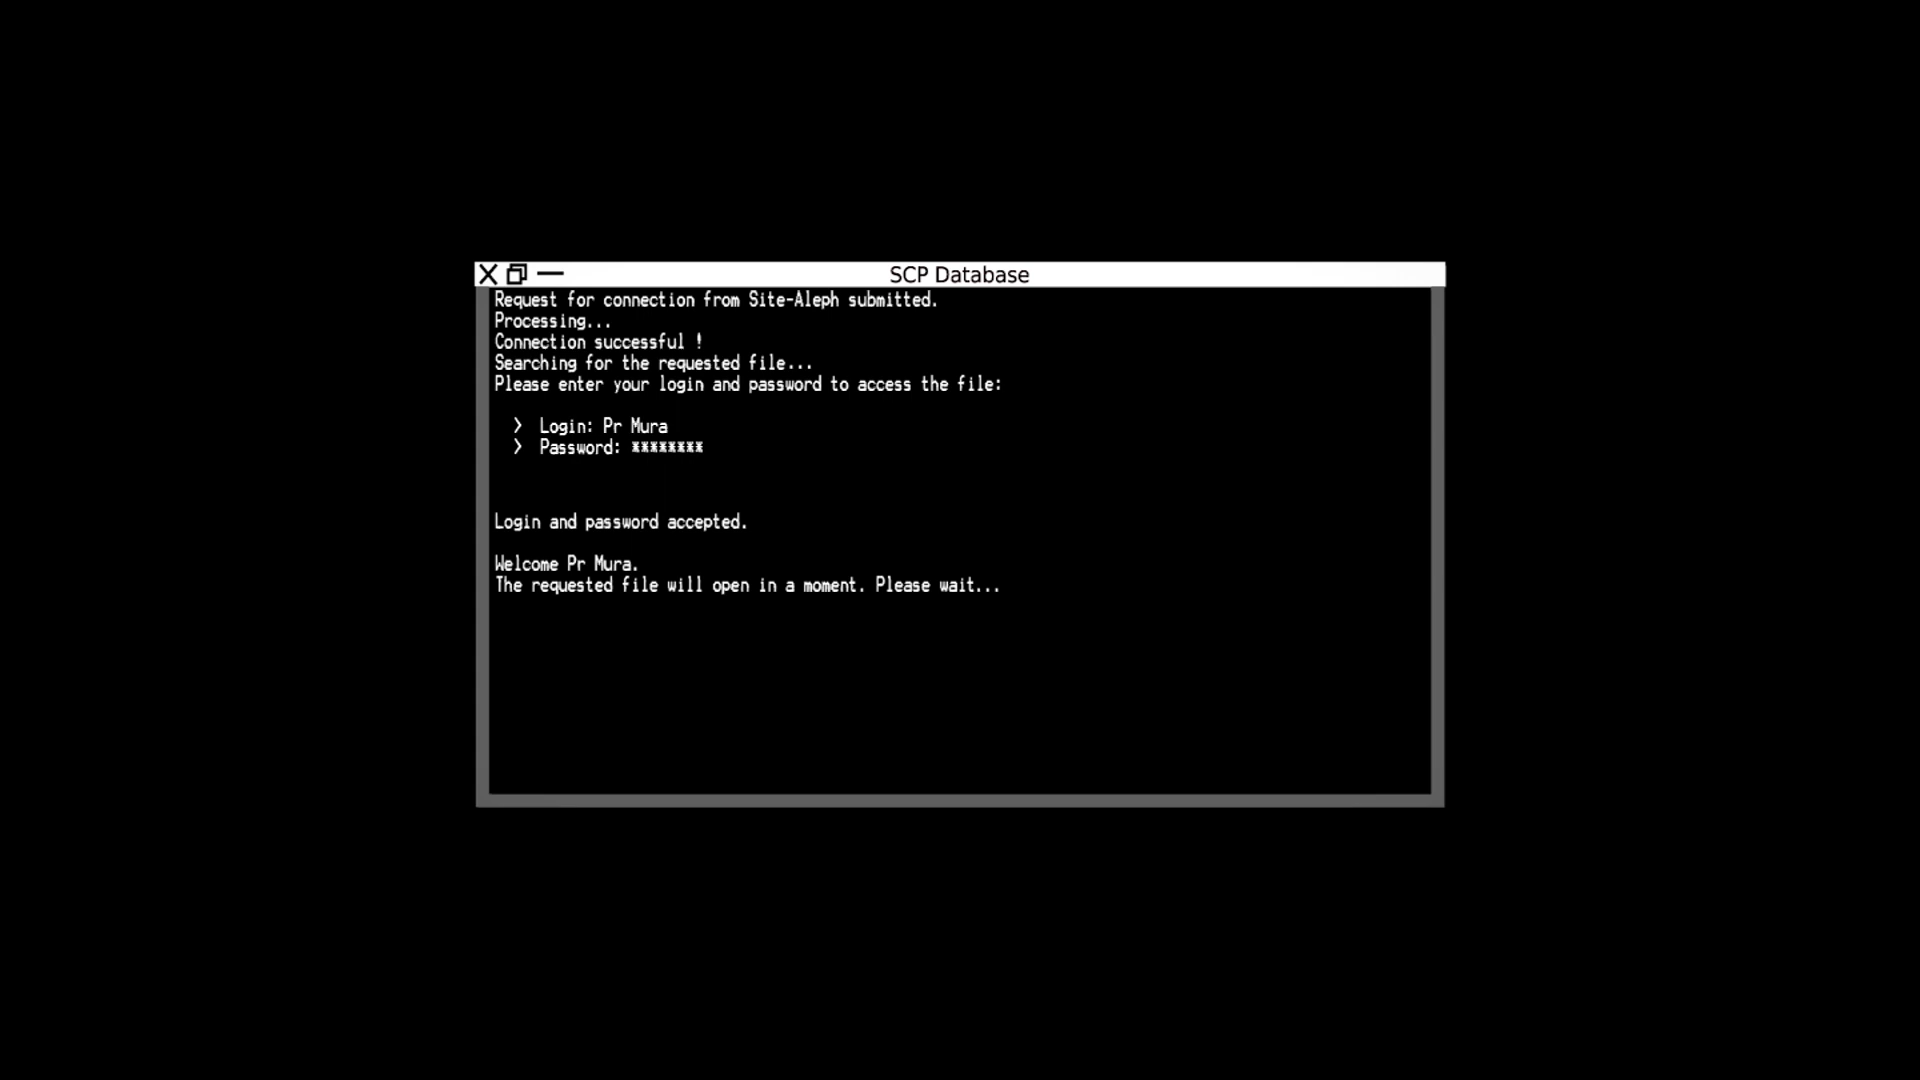 SCP Database
Request for connection from Site-Aleph submitted.
Processing...
Connection successful !
Searching for the requested file...
Please enter your login and password to access the file:
> Login: Pr Mura
> Password: ********
Login and password accepted.
Welcome Pr Mura.
The requested file will open in a moment. Please wait...